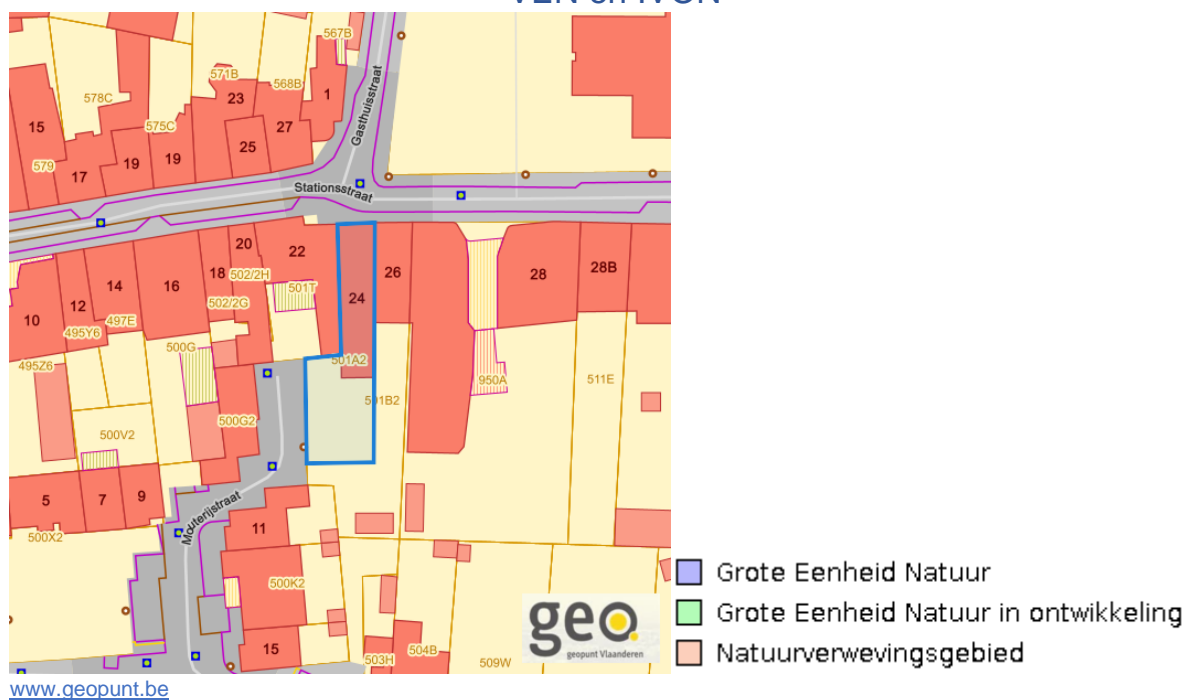 VEN en IVON
567B
571B
568B
578C
23
1
Gasthuisstraat
15
27
575C
25
19
19
579
17
Stationsstraat
20
22
18
502/2H
26
28
28B
14
16
501T
24
12
502/2G
10
497E
495Y6
500G
495Z6
501A2
950A
511E
501B2
500G2
500V2
5
7
9
Mouterijstraat
11
500X2
500K2
15
503H
504B
509W
geo.
geopunt Vlaanderen
Grote Eenheid Natuur
Grote Eenheid Natuur in ontwikkeling
Natuurverwevingsgebied
www.geopunt.be